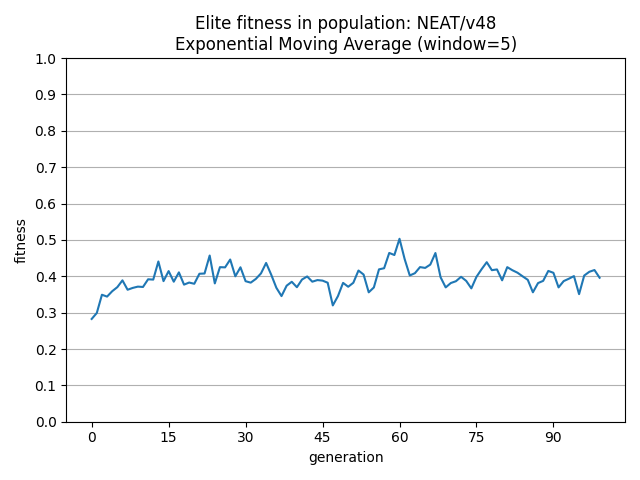 Elite fitness in population: NEAT/v48
Exponential Moving Average (window=5)
1.0
0.9
0.8
0.7
0.6
0.5
0.4
0.3
0.2
0.1
0.0
fitness
0 15 30 45 60 75 90
generation